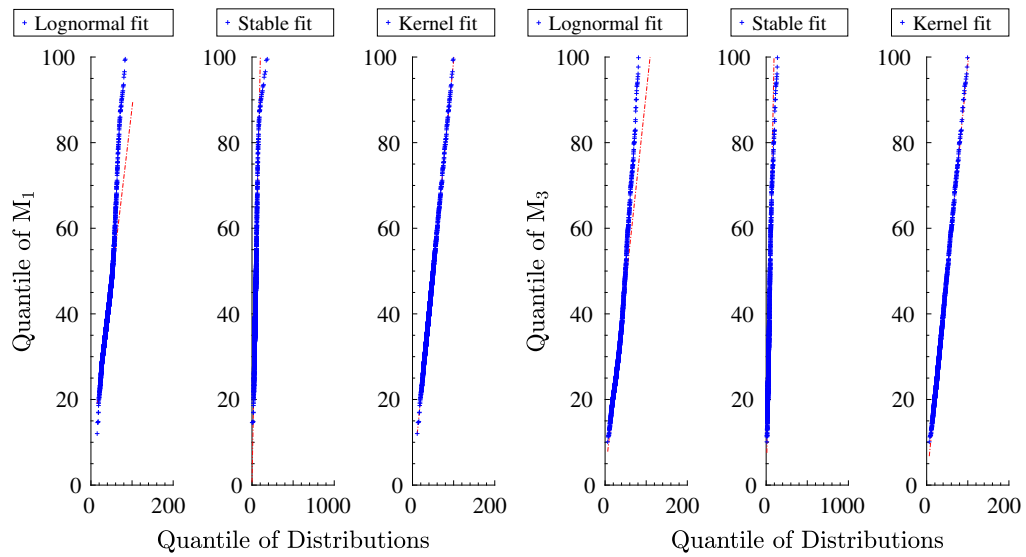 + Lognormal fit + Stable fit + Kernel fit + Lognormal fit + Stable fit + Kernel fit
100 100 100 100 100 100
80 80 80 80 80 80
60 60 60 60 60 60
40 40 40 40 40 40
20 20 20 20 20 20
0 0 0 0 0 0
0 200 0 1000 0 200 0 200 0 1000 0 200
Quantile of M1
Quantile of M3
Quantile of Distributions Quantile of Distributions